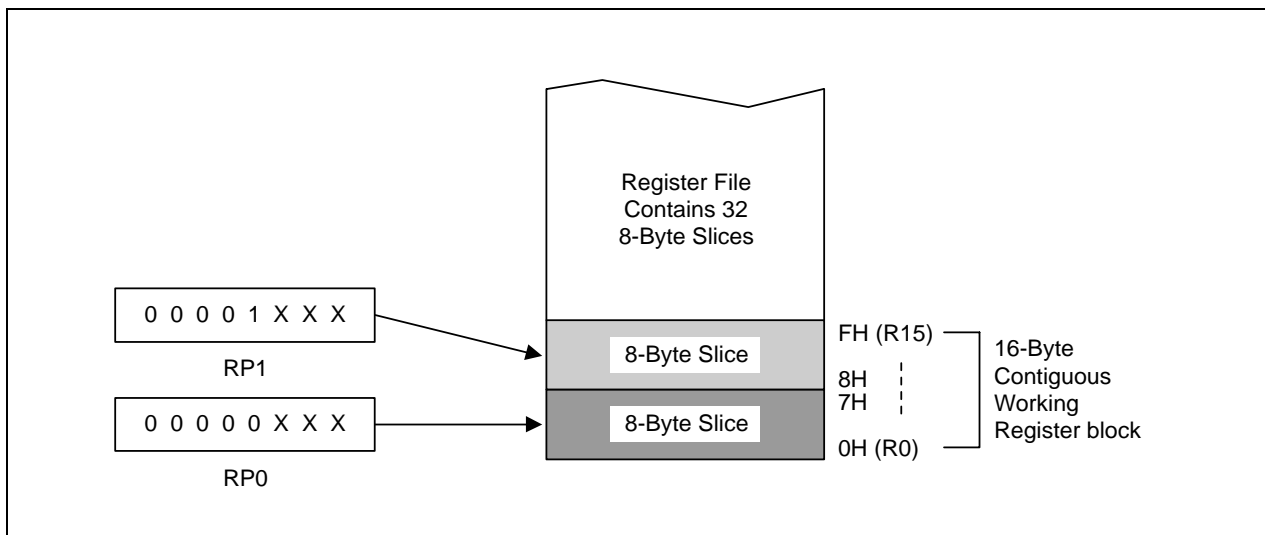 Register File
Contains 32
8-Byte Slices
0 0 0 0 1 X X X
RP1
0 0 0 0 0 X X X
RP0
8-Byte Slice
8-Byte Slice
FH (R15)
8H
7H
0H (R0)
16-Byte
Contiguous
Working
Register block